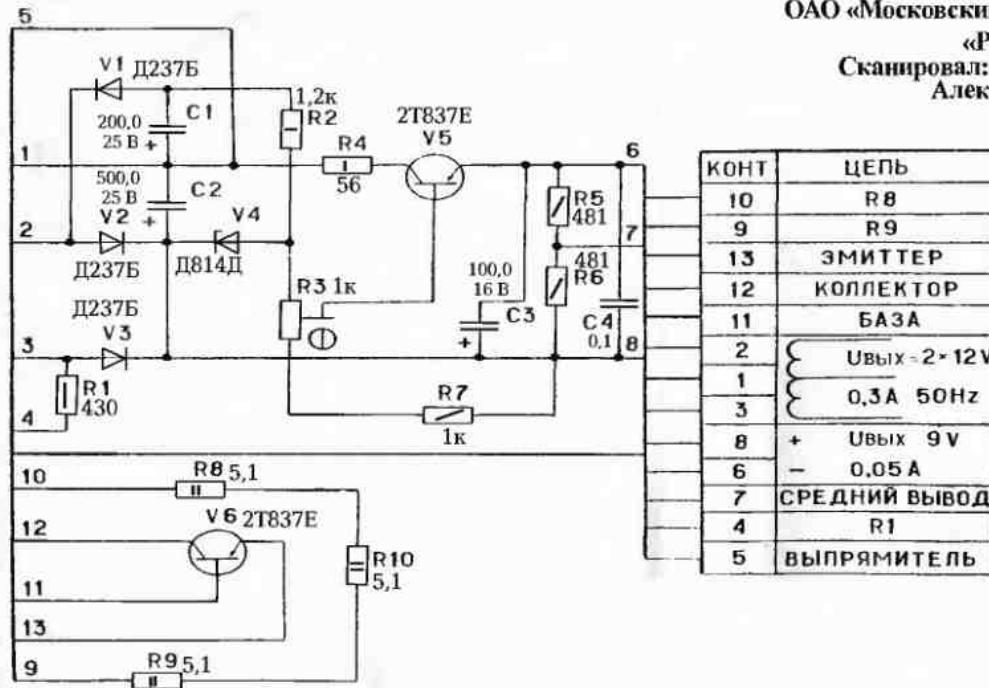 ОАО «Московски
«Р
Сканировал:
Алек
5
V1 Д237Б
200,0
25 В +
C1
1,2к
R2
2Т837Е
V5
1
R4
56
6
500,0
25 В
+
C2
V2
V4
2
Д237Б
Д814Д
R5
481
7
481
R6
R3 1к
100,0
16 В
C3
+
C4
0,1
Д237Б
V3
3
8
R1
430
4
R7
1к
10
R8 5,1
V6 2Т837Е
12
R10
5,1
11
13
9
R9 5,1
КОНТ ЦЕПЬ
10 R8
9 R9
13 ЭМИТТЕР
12 КОЛЛЕКТОР
11 БАЗА
2 Uвых = 2×12V
1 0,3А 50Hz
3
8 + Uвых 9 V
6 − 0,05 А
7 СРЕДНИЙ ВЫВОД
4 R1
5 ВЫПРЯМИТЕЛЬ